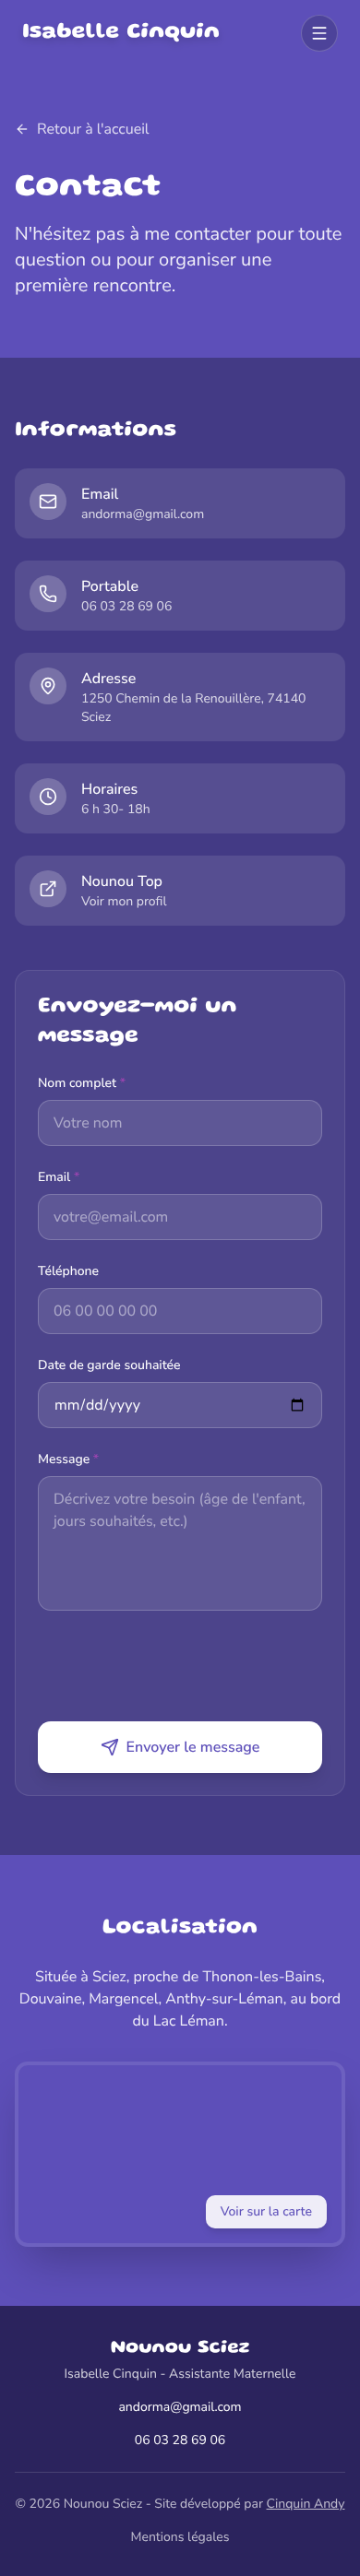 Isabelle Cinquin
Retour à l'accueil
Contact
N'hésitez pas à me contacter pour toute
question ou pour organiser une
première rencontre.
Informations
Email
andorma@gmail.com
Portable
06 03 28 69 06
Adresse
1250 Chemin de la Renouillère, 74140
Sciez
Horaires
6 h 30- 18h
Nounou Top
Voir mon profil
Envoyez-moi un
message
Nom complet *
Votre nom
Email *
votre@email.com
Téléphone
06 00 00 00 00
Date de garde souhaitée
mm/dd/yyyy
Message *
Décrivez votre besoin (âge de l'enfant,
jours souhaités, etc.)
Envoyer le message
Localisation
Située à Sciez, proche de Thonon-les-Bains,
Douvaine, Margencel, Anthy-sur-Léman, au bord
du Lac Léman.
Voir sur la carte
Nounou Sciez
Isabelle Cinquin - Assistante Maternelle
andorma@gmail.com
06 03 28 69 06
© 2026 Nounou Sciez - Site développé par Cinquin Andy
Mentions légales